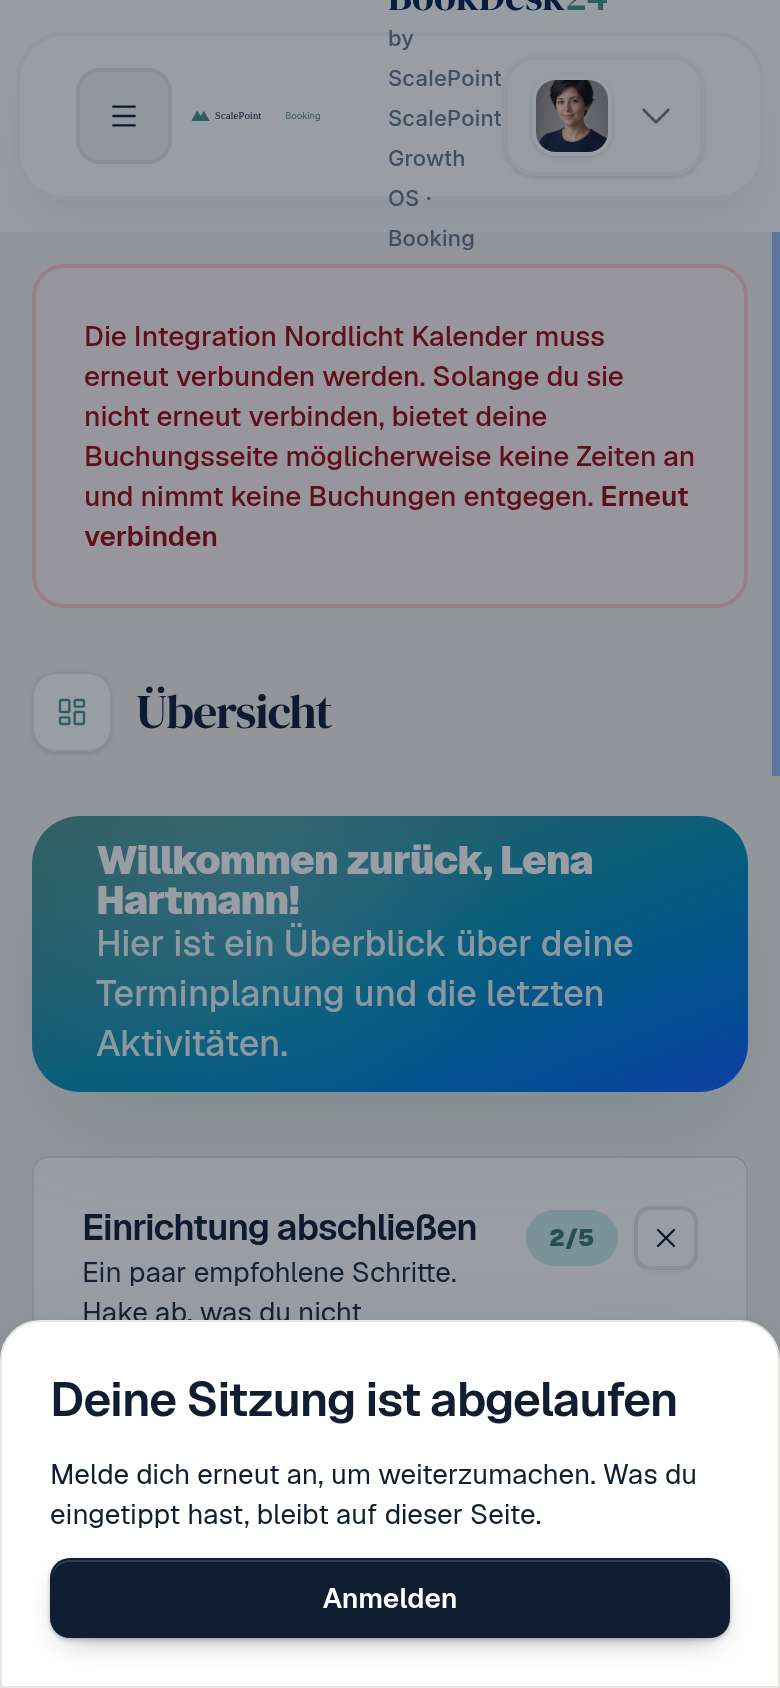 BookDesk24
by
ScalePoint
ScalePoint Booking
ScalePoint
Growth
OS ·
Booking
Die Integration Nordlicht Kalender muss
erneut verbunden werden. Solange du sie
nicht erneut verbinden, bietet deine
Buchungsseite möglicherweise keine Zeiten an
und nimmt keine Buchungen entgegen. Erneut
verbinden
Übersicht
Willkommen zurück, Lena
Hartmann!
Hier ist ein Überblick über deine
Terminplanung und die letzten
Aktivitäten.
Einrichtung abschließen
2/5
Ein paar empfohlene Schritte.
Hake ab, was du nicht
Deine Sitzung ist abgelaufen
Melde dich erneut an, um weiterzumachen. Was du
eingetippt hast, bleibt auf dieser Seite.
Anmelden